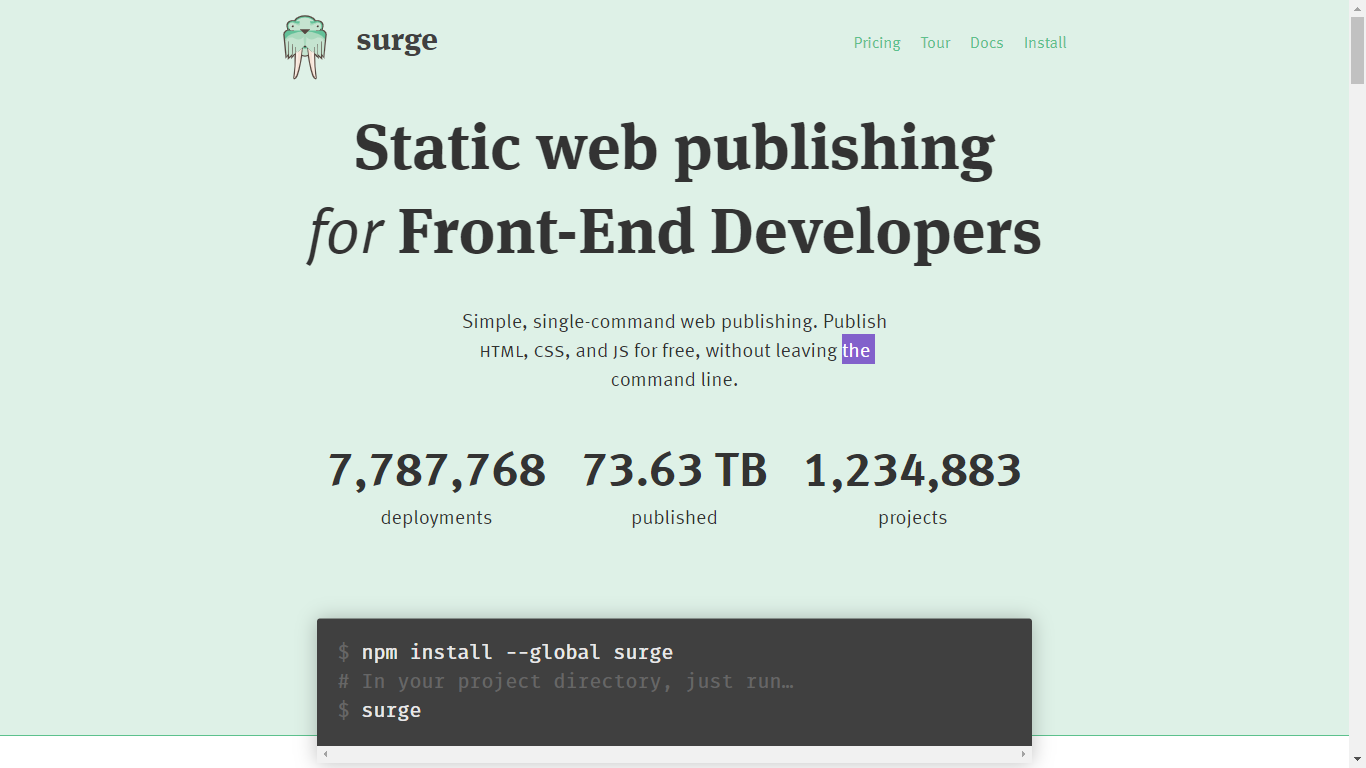 surge
Pricing Tour Docs Install
Static web publishing
for Front-End Developers
Simple, single-command web publishing. Publish
HTML, CSS, and JS for free, without leaving the
command line.
7,787,768 73.63 TB 1,234,883
deployments published projects
$ npm install --global surge
# In your project directory, just run…
$ surge